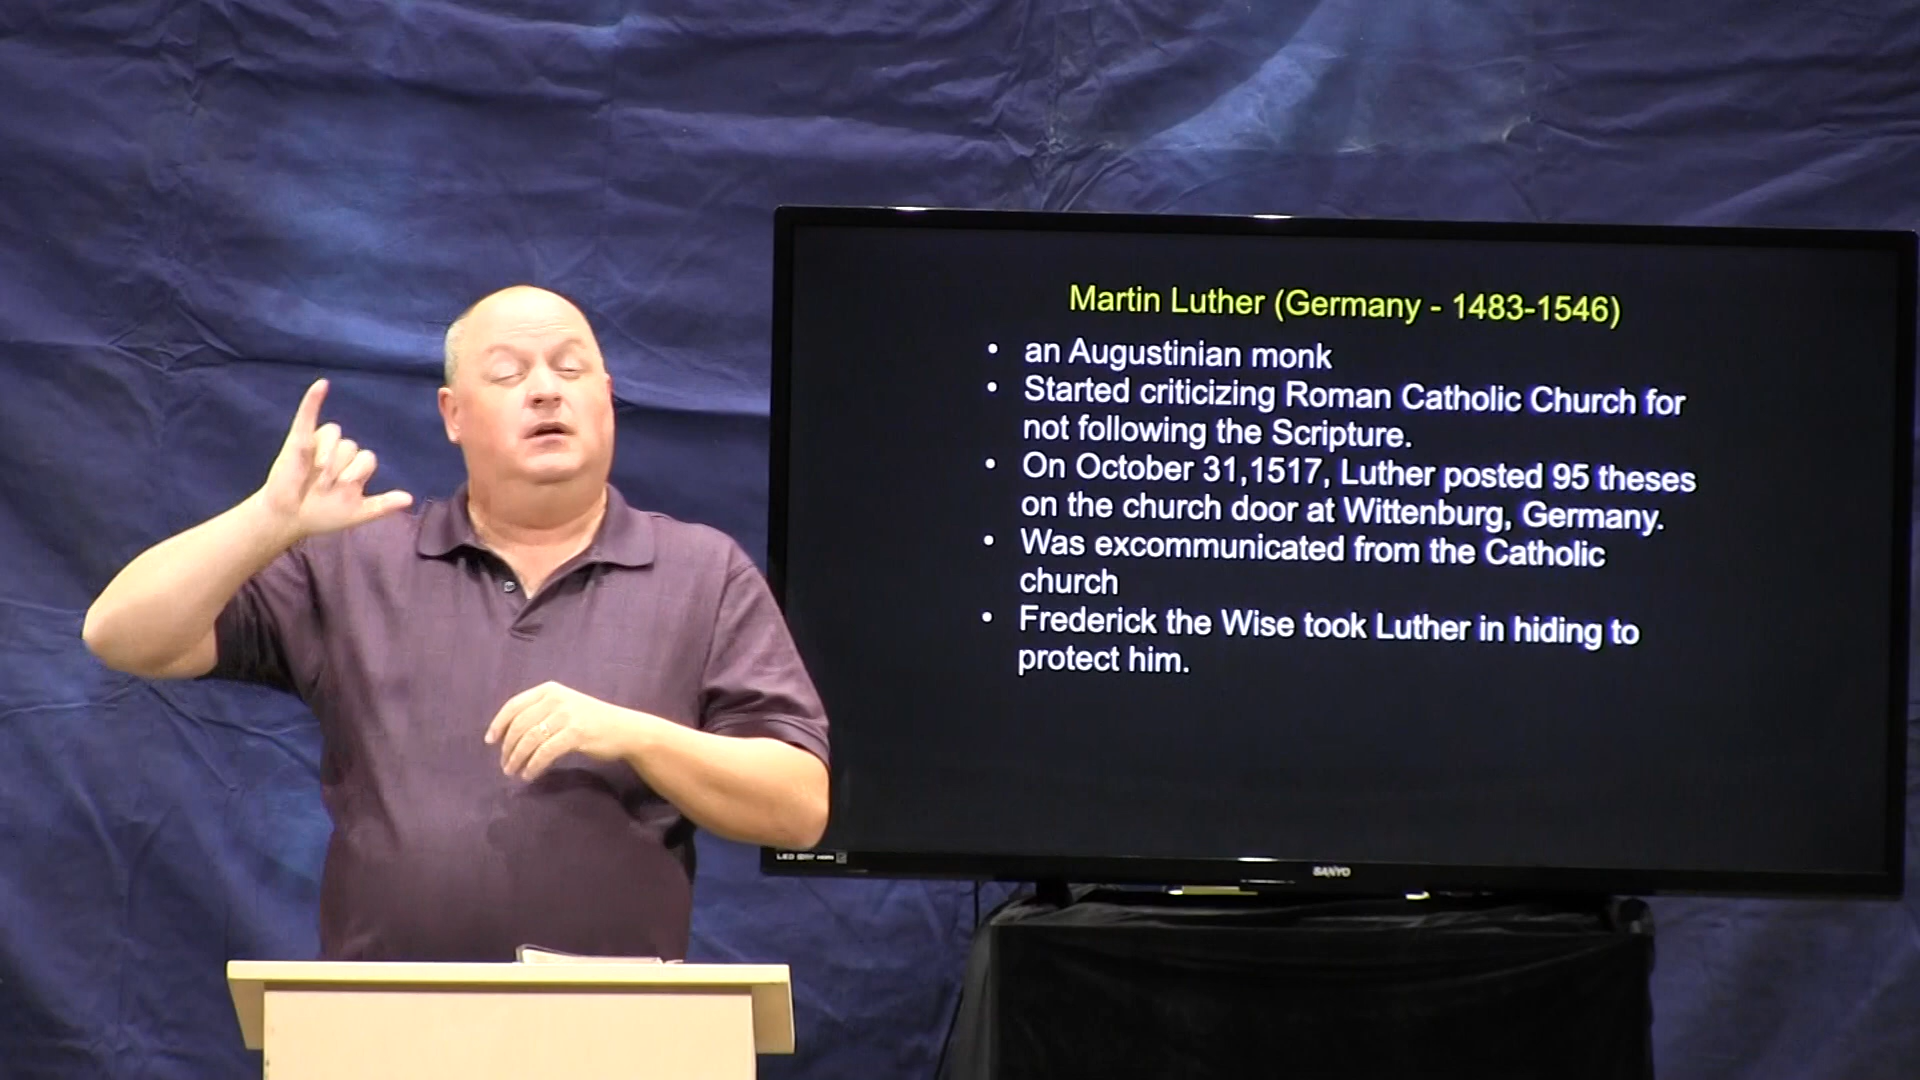 Martin Luther (Germany - 1483-1546)
• an Augustinian monk
• Started criticizing Roman Catholic Church for
not following the Scripture.
• On October 31,1517, Luther posted 95 theses
on the church door at Wittenburg, Germany.
• Was excommunicated from the Catholic
church
• Frederick the Wise took Luther in hiding to
protect him.
LED
SANYO